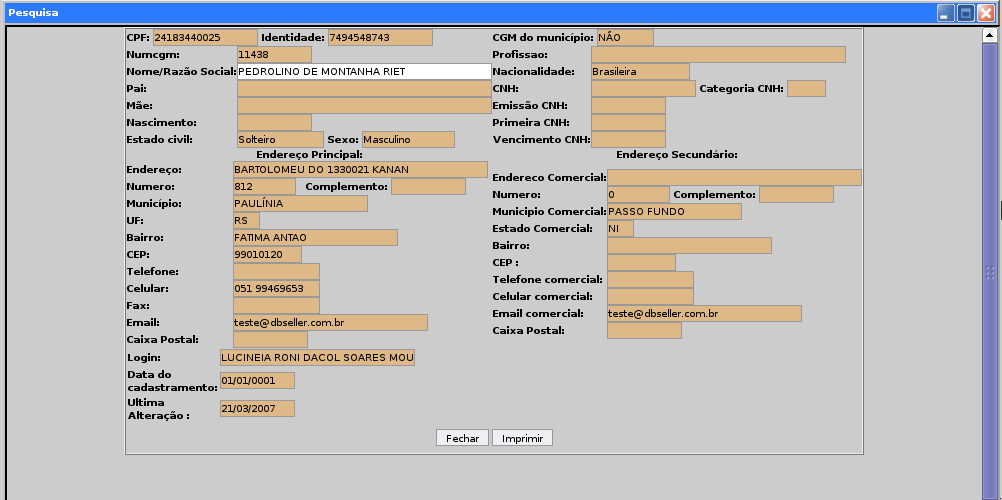 Pesquisa
CPF: 24183440025 Identidade: 7494548743 CGM do município: NÃO
Numcgm: 11438 Profissao:
Nome/Razão Social: PEDROLINO DE MONTANHA RIET Nacionalidade: Brasileira
Pai: CNH: Categoria CNH:
Mãe: Emissão CNH:
Nascimento: Primeira CNH:
Estado civil: Solteiro Sexo: Masculino Vencimento CNH:
Endereço Principal: Endereço Secundário:
Endereço: BARTOLOMEU DO 1330021 KANAN Endereco Comercial:
Numero: 812 Complemento: Numero: 0 Complemento:
Município: PAULÍNIA Municipio Comercial: PASSO FUNDO
UF: RS Estado Comercial: NI
Bairro: FATIMA ANTAO Bairro:
CEP: 99010120 CEP :
Telefone: Telefone comercial:
Celular: 051 99469653 Celular comercial:
Fax: Email comercial: teste@dbseller.com.br
Email: teste@dbseller.com.br Caixa Postal:
Caixa Postal:
Login: LUCINEIA RONI DACOL SOARES MOU
Data do
cadastramento: 01/01/0001
Ultima
Alteração : 21/03/2007
Fechar Imprimir